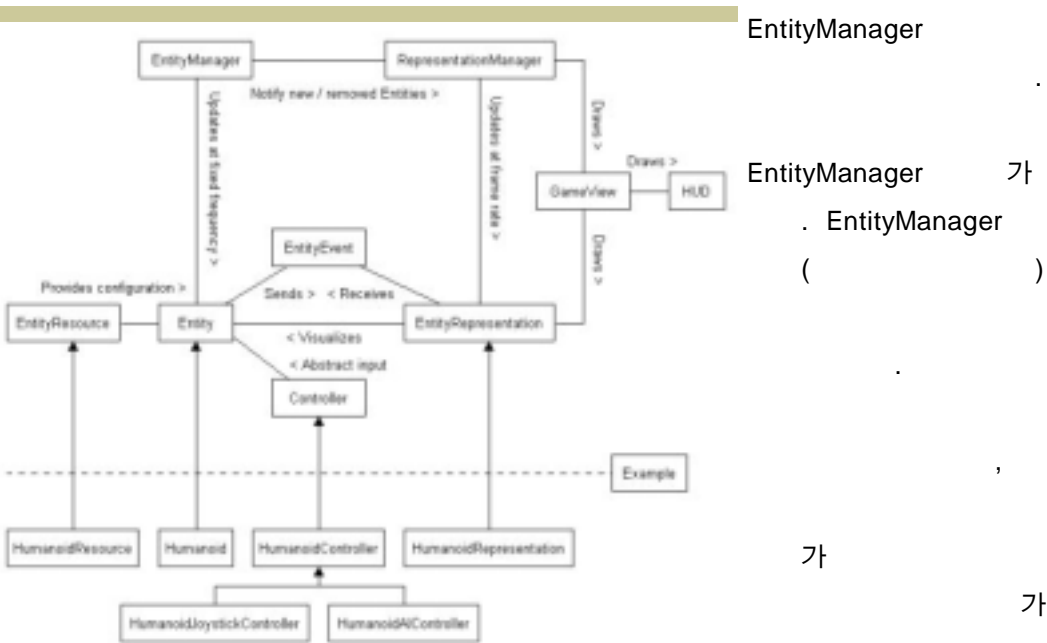 EntityManager
RepresentationManager
Notify new / removed Entities >
Updates at fixed frequency >
Updates at frame rate >
Draws >
Draws >
GameView
HUD
Draws >
EntityEvent
Provides configuration >
Sends >
< Receives
EntityResource
Entity
EntityRepresentation
< Visualizes
< Abstract input
Controller
Example
HumanoidResource
Humanoid
HumanoidController
HumanoidRepresentation
HumanoidJoystickController
HumanoidAIController
EntityManager
.
EntityManager 가
. EntityManager
( )
.
,
가
가